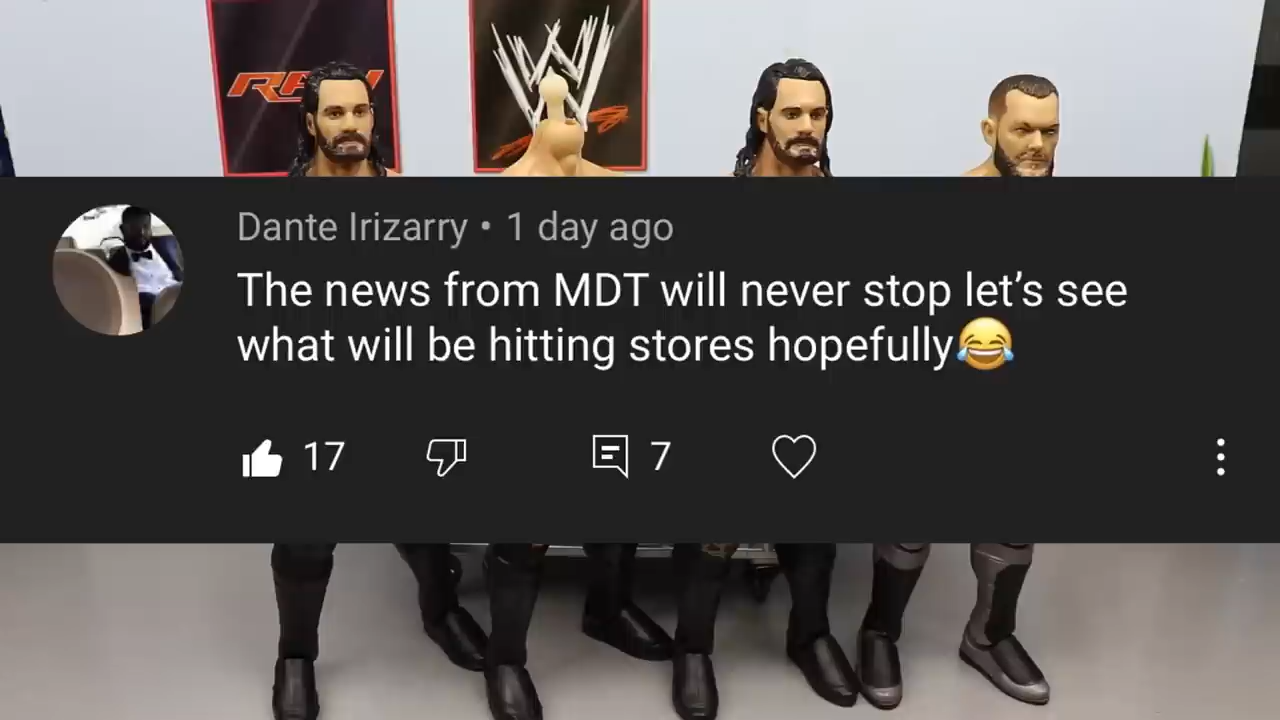 RAW
W
Dante Irizarry • 1 day ago
The news from MDT will never stop let’s see
what will be hitting stores hopefully😂
17
7